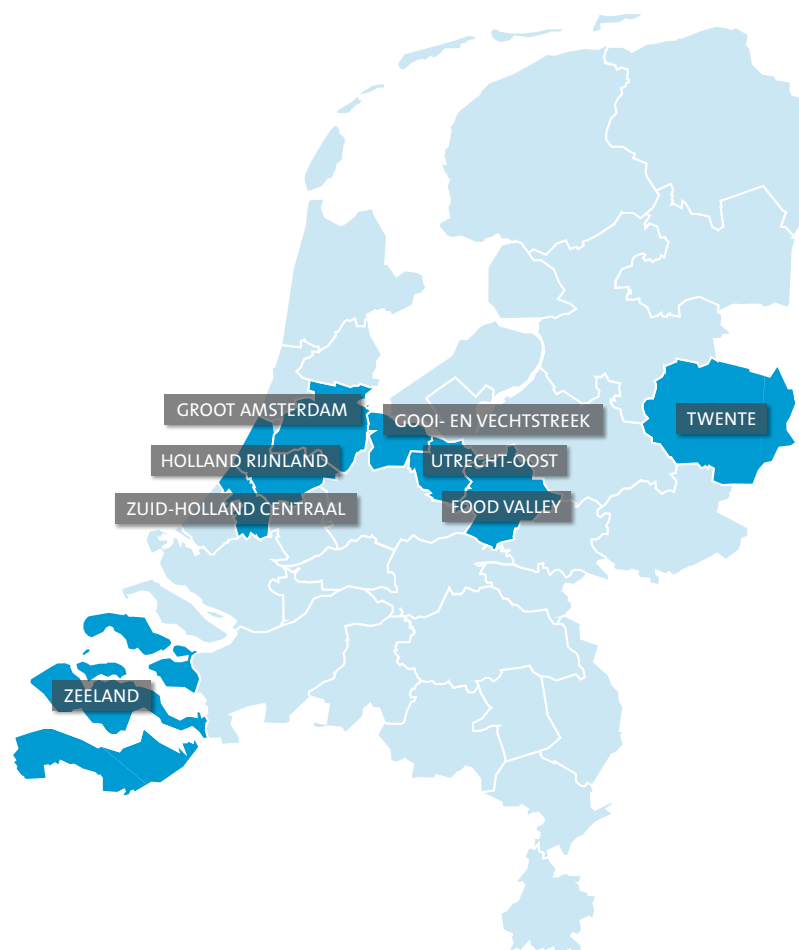 GROOT AMSTERDAM
GOOI- EN VECHTSTREEK
TWENTE
HOLLAND RIJNLAND
UTRECHT-OOST
ZUID-HOLLAND CENTRAAL
FOOD VALLEY
ZEELAND